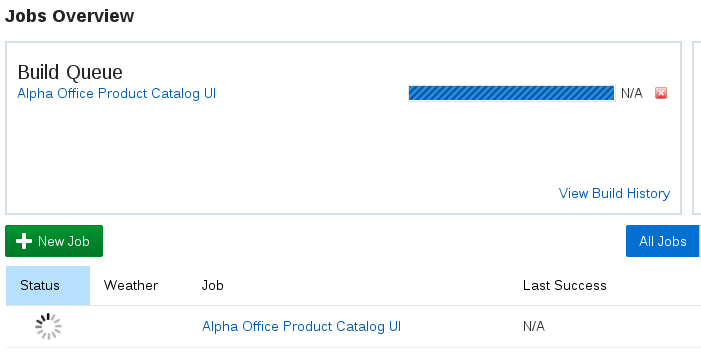 Jobs Overview
Build Queue
Alpha Office Product Catalog UI N/A
View Build History
New Job All Jobs
Status Weather Job Last Success
Alpha Office Product Catalog UI N/A